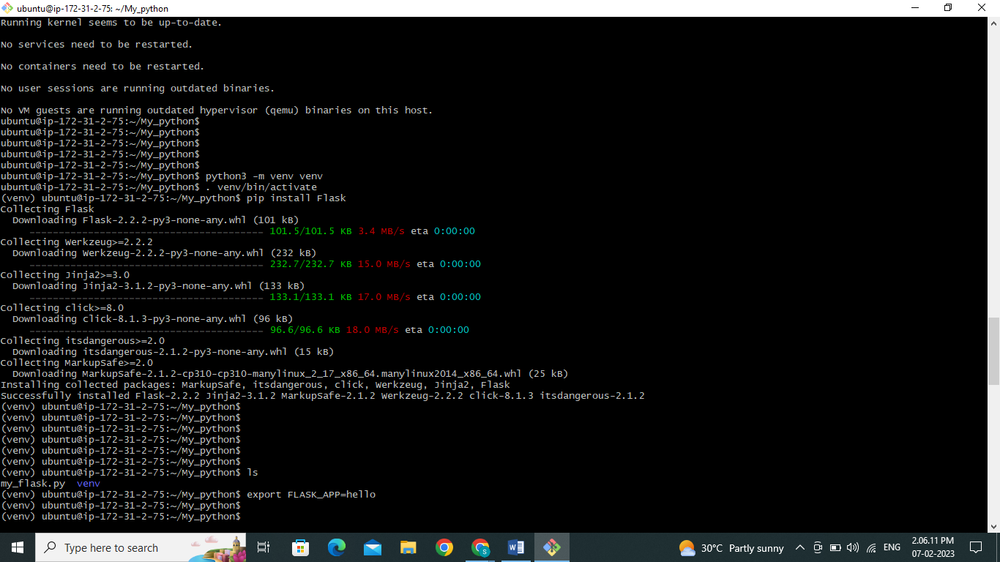 ubuntu@ip-172-31-2-75: ~/My_python
Running kernel seems to be up-to-date.
No services need to be restarted.
No containers need to be restarted.
No user sessions are running outdated binaries.
No VM guests are running outdated hypervisor (qemu) binaries on this host.
ubuntu@ip-172-31-2-75:~/My_python$
ubuntu@ip-172-31-2-75:~/My_python$
ubuntu@ip-172-31-2-75:~/My_python$
ubuntu@ip-172-31-2-75:~/My_python$
ubuntu@ip-172-31-2-75:~/My_python$
ubuntu@ip-172-31-2-75:~/My_python$ python3 -m venv venv
ubuntu@ip-172-31-2-75:~/My_python$ . venv/bin/activate
(venv) ubuntu@ip-172-31-2-75:~/My_python$ pip install Flask
Collecting Flask
  Downloading Flask-2.2.2-py3-none-any.whl (101 kB)
     ---------------------------------------- 101.5/101.5 KB 3.4 MB/s eta 0:00:00
Collecting Werkzeug>=2.2.2
  Downloading Werkzeug-2.2.2-py3-none-any.whl (232 kB)
     ---------------------------------------- 232.7/232.7 KB 15.0 MB/s eta 0:00:00
Collecting Jinja2>=3.0
  Downloading Jinja2-3.1.2-py3-none-any.whl (133 kB)
     ---------------------------------------- 133.1/133.1 KB 17.0 MB/s eta 0:00:00
Collecting click>=8.0
  Downloading click-8.1.3-py3-none-any.whl (96 kB)
     ---------------------------------------- 96.6/96.6 KB 18.0 MB/s eta 0:00:00
Collecting itsdangerous>=2.0
  Downloading itsdangerous-2.1.2-py3-none-any.whl (15 kB)
Collecting MarkupSafe>=2.0
  Downloading MarkupSafe-2.1.2-cp310-cp310-manylinux_2_17_x86_64.manylinux2014_x86_64.whl (25 kB)
Installing collected packages: MarkupSafe, itsdangerous, click, Werkzeug, Jinja2, Flask
Successfully installed Flask-2.2.2 Jinja2-3.1.2 MarkupSafe-2.1.2 Werkzeug-2.2.2 click-8.1.3 itsdangerous-2.1.2
(venv) ubuntu@ip-172-31-2-75:~/My_python$
(venv) ubuntu@ip-172-31-2-75:~/My_python$
(venv) ubuntu@ip-172-31-2-75:~/My_python$
(venv) ubuntu@ip-172-31-2-75:~/My_python$
(venv) ubuntu@ip-172-31-2-75:~/My_python$
(venv) ubuntu@ip-172-31-2-75:~/My_python$
(venv) ubuntu@ip-172-31-2-75:~/My_python$ ls
my_flask.py  venv
(venv) ubuntu@ip-172-31-2-75:~/My_python$ export FLASK_APP=hello
(venv) ubuntu@ip-172-31-2-75:~/My_python$
(venv) ubuntu@ip-172-31-2-75:~/My_python$
Type here to search
30°C Partly sunny
ENG
2.06.11 PM
07-02-2023